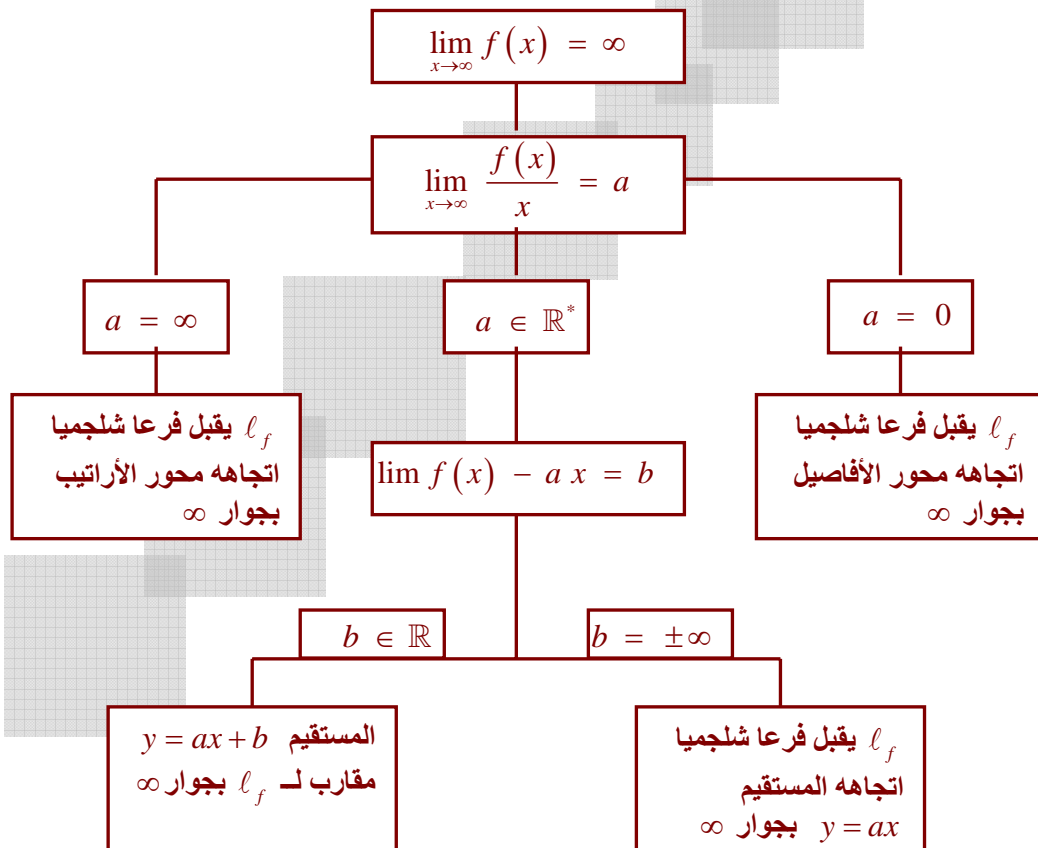 lim_{x→∞} f(x) = ∞
lim_{x→∞} f(x)/x = a
a = 0
a ∈ ℝ*
a = ∞
ℓ_f يقبل فرعا شلجميا
اتجاهه محور الأفاصيل
بجوار ∞
lim f(x) − a x = b
ℓ_f يقبل فرعا شلجميا
اتجاهه محور الأراتيب
بجوار ∞
b = ±∞
b ∈ ℝ
ℓ_f يقبل فرعا شلجميا
اتجاهه المستقيم
y = ax بجوار ∞
المستقيم y = ax + b
مقارب لــ ℓ_f بجوار ∞